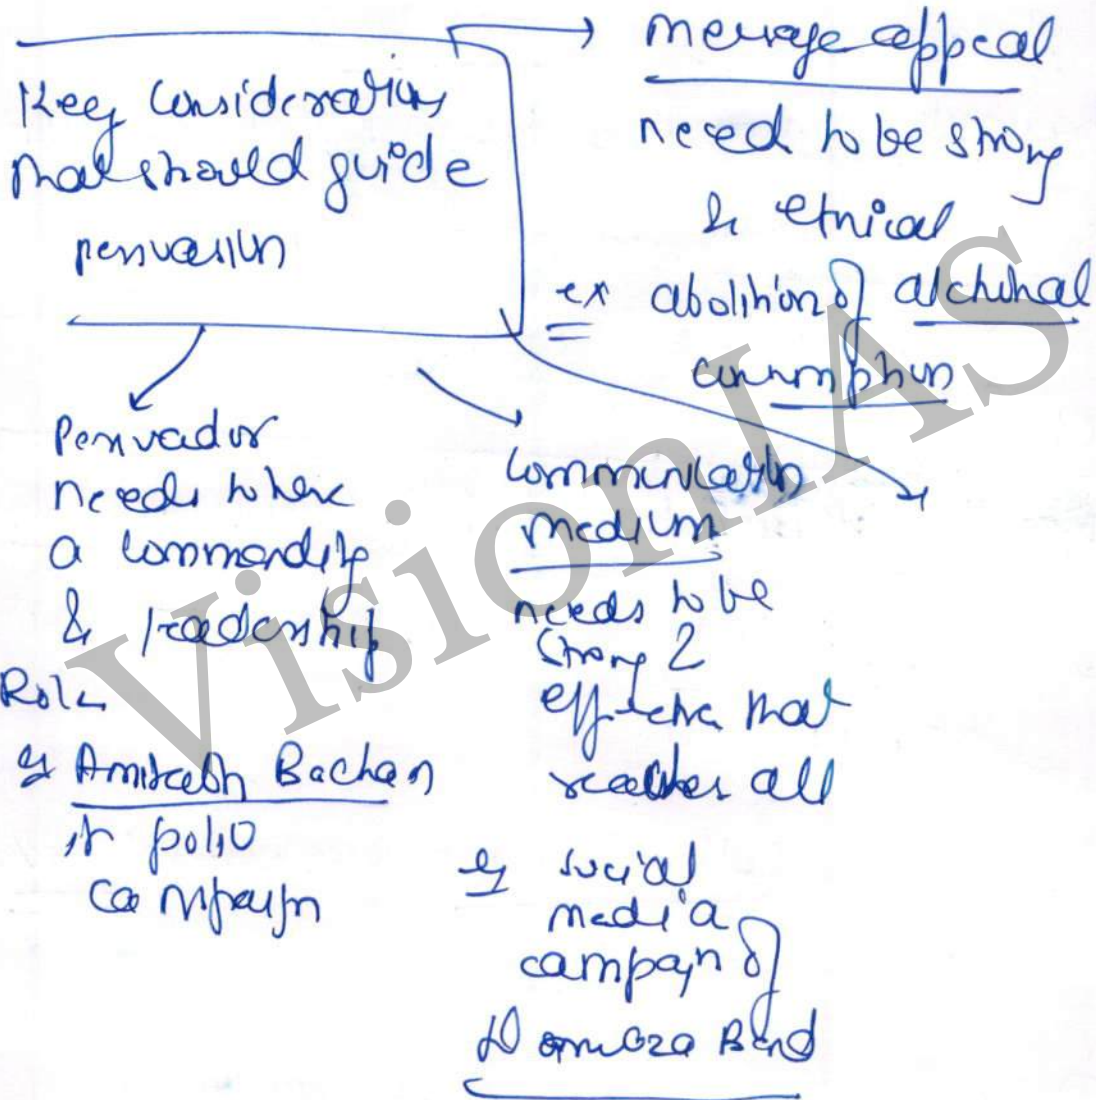 Key Considerations
that should guide
persuasion
message appeal
need to be strong
& ethical
ex abolition of alchohal
consumption
Persuador
needs to have
a commanding
& leadership
Role
eg Amitabh Bachan
in polio
campaign
Communication
medium
needs to be
strong &
effective that
reaches all
eg social
media
campaign of
Darwaza Band
VisionIAS